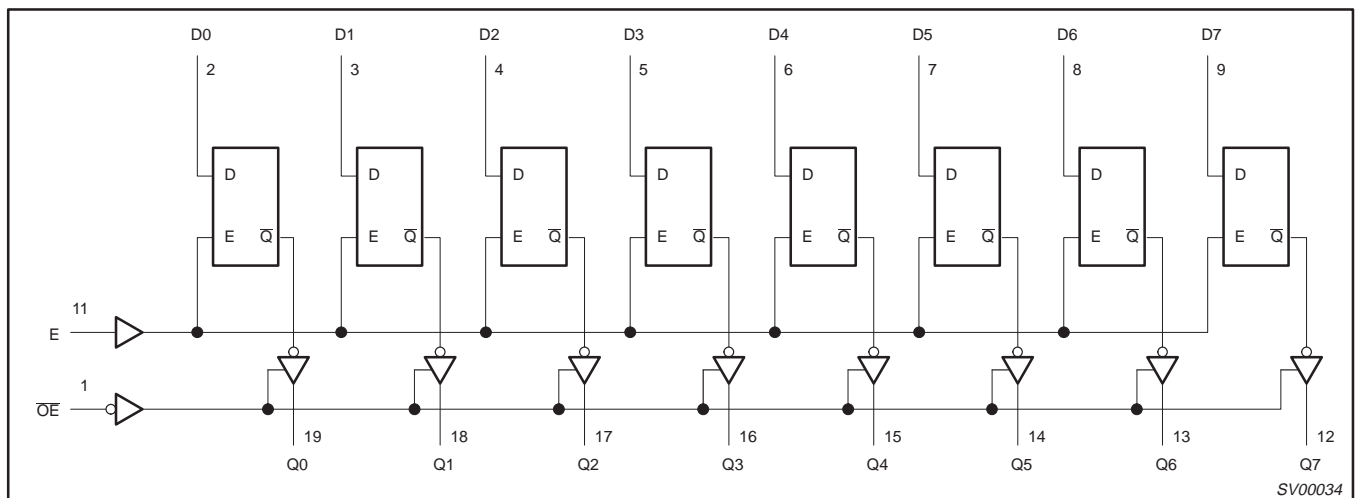 D0 D1 D2 D3 D4 D5 D6 D7
2 3 4 5 6 7 8 9
D D D D D D D D
E Q̅ E Q̅ E Q̅ E Q̅ E Q̅ E Q̅ E Q̅ E Q̅
11
E
1
O̅E̅
19 18 17 16 15 14 13 12
Q0 Q1 Q2 Q3 Q4 Q5 Q6 Q7
SV00034